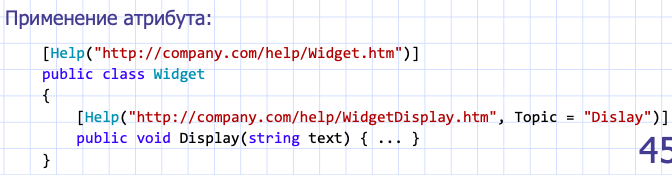 Применение атрибута:
[Help("http://company.com/help/Widget.htm")]
public class Widget
{
[Help("http://company.com/help/WidgetDisplay.htm", Topic = "Dislay")]
public void Display(string text) { ... }
}
45